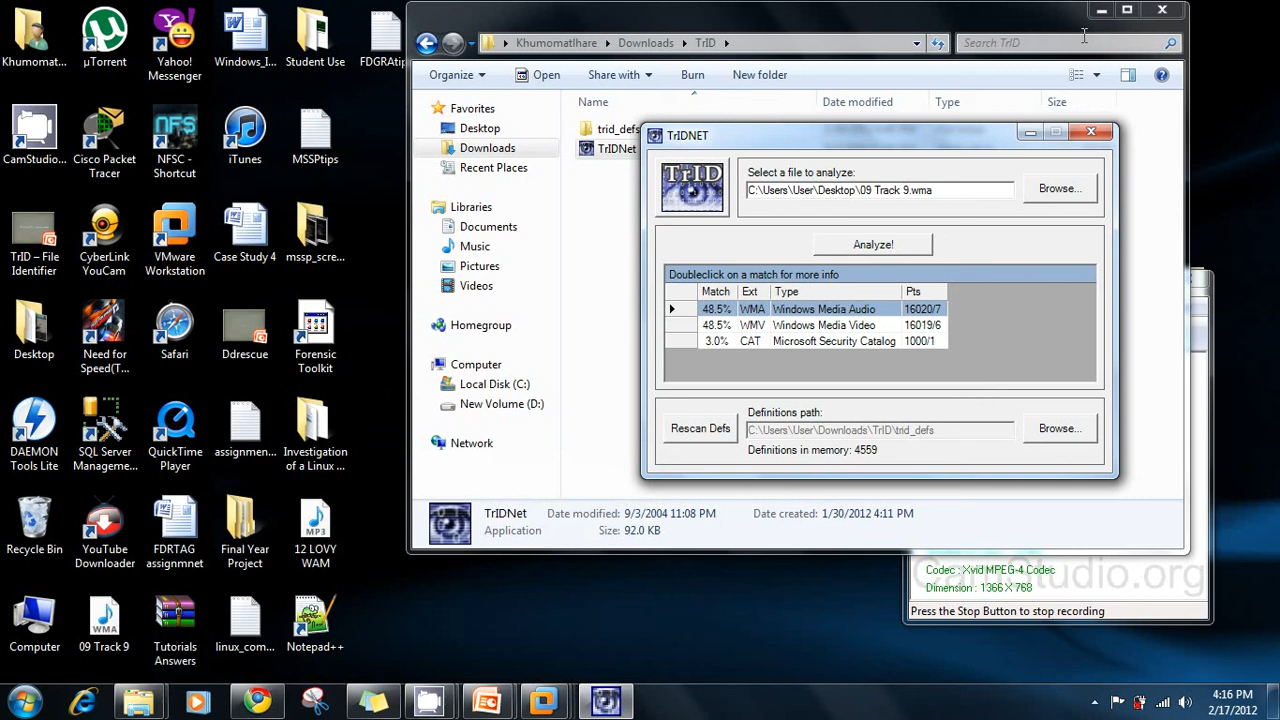 Khumomat...
µTorrent
Yahoo! Messenger
Windows_I...
Student Use
FDGRAtip
CamStudio...
Cisco Packet Tracer
NFSC - Shortcut
iTunes
MSSPtips
TrID – File Identifier
CyberLink YouCam
VMware Workstation
Case Study 4
mssp_scre...
Desktop
Need for Speed(T...
Safari
Ddrescue
Forensic Toolkit
DAEMON Tools Lite
SQL Server Manageme...
QuickTime Player
assignmen...
Investigation of a Linux ...
Recycle Bin
YouTube Downloader
FDRTAG assignmnet
Final Year Project
MP3
12 LOVY WAM
Computer
WMA
09 Track 9
Tutorials Answers
linux_com...
Notepad++
Khumomatlhare
Downloads
TrID
Search TrID
Organize
Open
Share with
Burn
New folder
Favorites
Desktop
Downloads
Recent Places
Libraries
Documents
Music
Pictures
Videos
Homegroup
Computer
Local Disk (C:)
New Volume (D:)
Network
Name
Date modified
Type
Size
trid_defs
TrIDNet
TrIDNET
TrID
Select a file to analyze:
C:\Users\User\Desktop\09 Track 9.wma
Browse...
Analyze!
Doubleclick on a match for more info
Match Ext Type Pts
48.5% WMA Windows Media Audio 16020/7
48.5% WMV Windows Media Video 16019/6
3.0% CAT Microsoft Security Catalog 1000/1
Rescan Defs
Definitions path:
C:\Users\User\Downloads\TrID\trid_defs
Browse...
Definitions in memory: 4559
TrIDNet Date modified: 9/3/2004 11:08 PM Date created: 1/30/2012 4:11 PM
Application Size: 92.0 KB
Codec : Xvid MPEG-4 Codec
Dimension : 1366 X 768
Press the Stop Button to stop recording
4:16 PM
2/17/2012